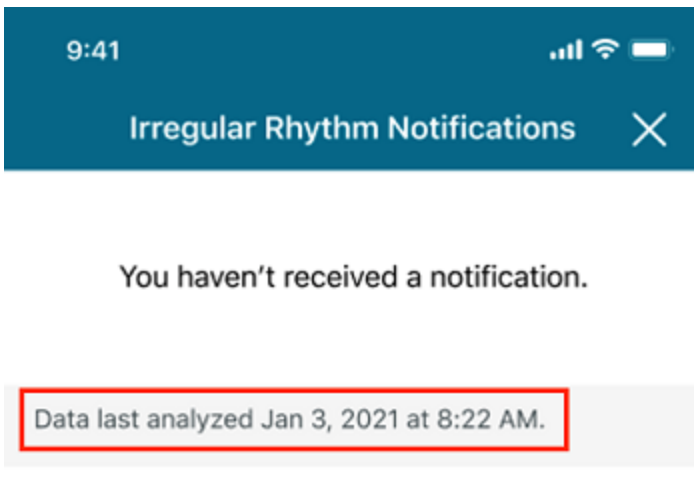 9:41
Irregular Rhythm Notifications
You haven't received a notification.
Data last analyzed Jan 3, 2021 at 8:22 AM.